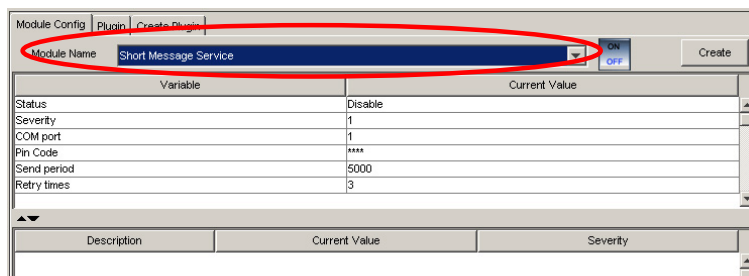 Module Config Plugin Create Plugin
Module Name Short Message Service ON OFF Create
Variable Current Value
Status Disable
Severity 1
COM port 1
Pin Code ****
Send period 5000
Retry times 3
Description Current Value Severity